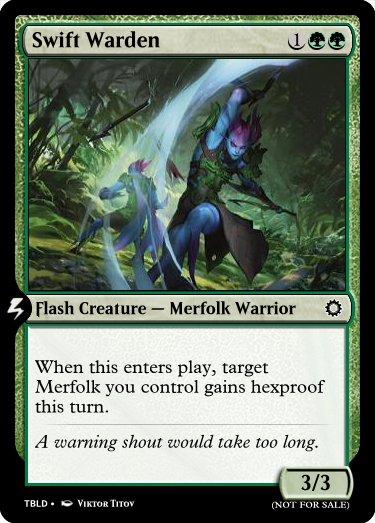 Swift Warden 1
Flash Creature — Merfolk Warrior
When this enters play, target
Merfolk you control gains hexproof
this turn.
A warning shout would take too long.
3/3
TBLD • Viktor Titov
(NOT FOR SALE)